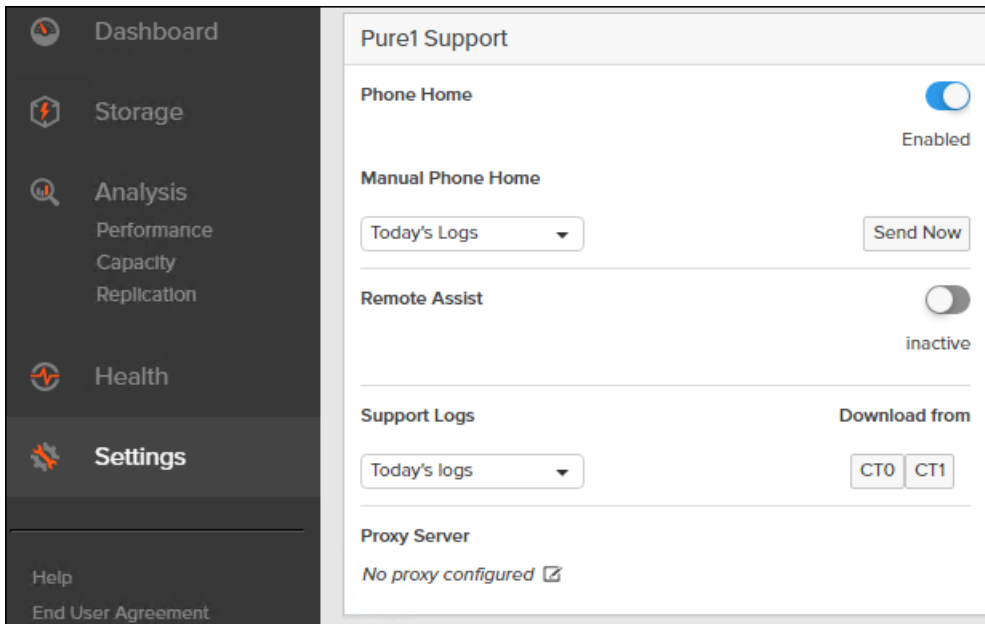 Dashboard
Storage
Analysis
Performance
Capacity
Replication
Health
Settings
Help
End User Agreement
Pure1 Support
Phone Home
Enabled
Manual Phone Home
Today's Logs
Send Now
Remote Assist
inactive
Support Logs
Download from
Today's logs
CT0 CT1
Proxy Server
No proxy configured